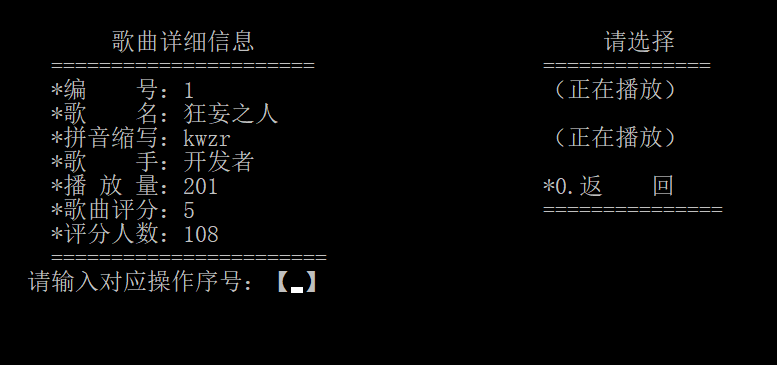 歌曲详细信息 请选择
====================== ==============
*编    号：1 （正在播放）
*歌    名：狂妄之人
*拼音缩写：kwzr （正在播放）
*歌    手：开发者
*播 放 量：201 *0.返    回
*歌曲评分：5 ===============
*评分人数：108
=======================
请输入对应操作序号：【_】